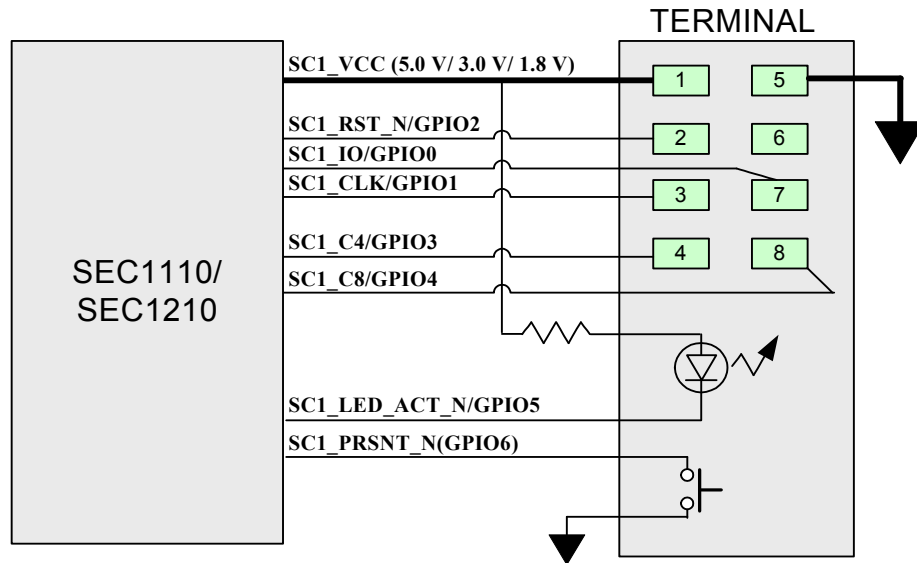 TERMINAL
SC1_VCC (5.0 V/ 3.0 V/ 1.8 V)
1
5
SC1_RST_N/GPIO2
2
6
SC1_IO/GPIO0
7
SC1_CLK/GPIO1
3
SC1_C4/GPIO3
4
8
SC1_C8/GPIO4
SEC1110/
SEC1210
SC1_LED_ACT_N/GPIO5
SC1_PRSNT_N(GPIO6)